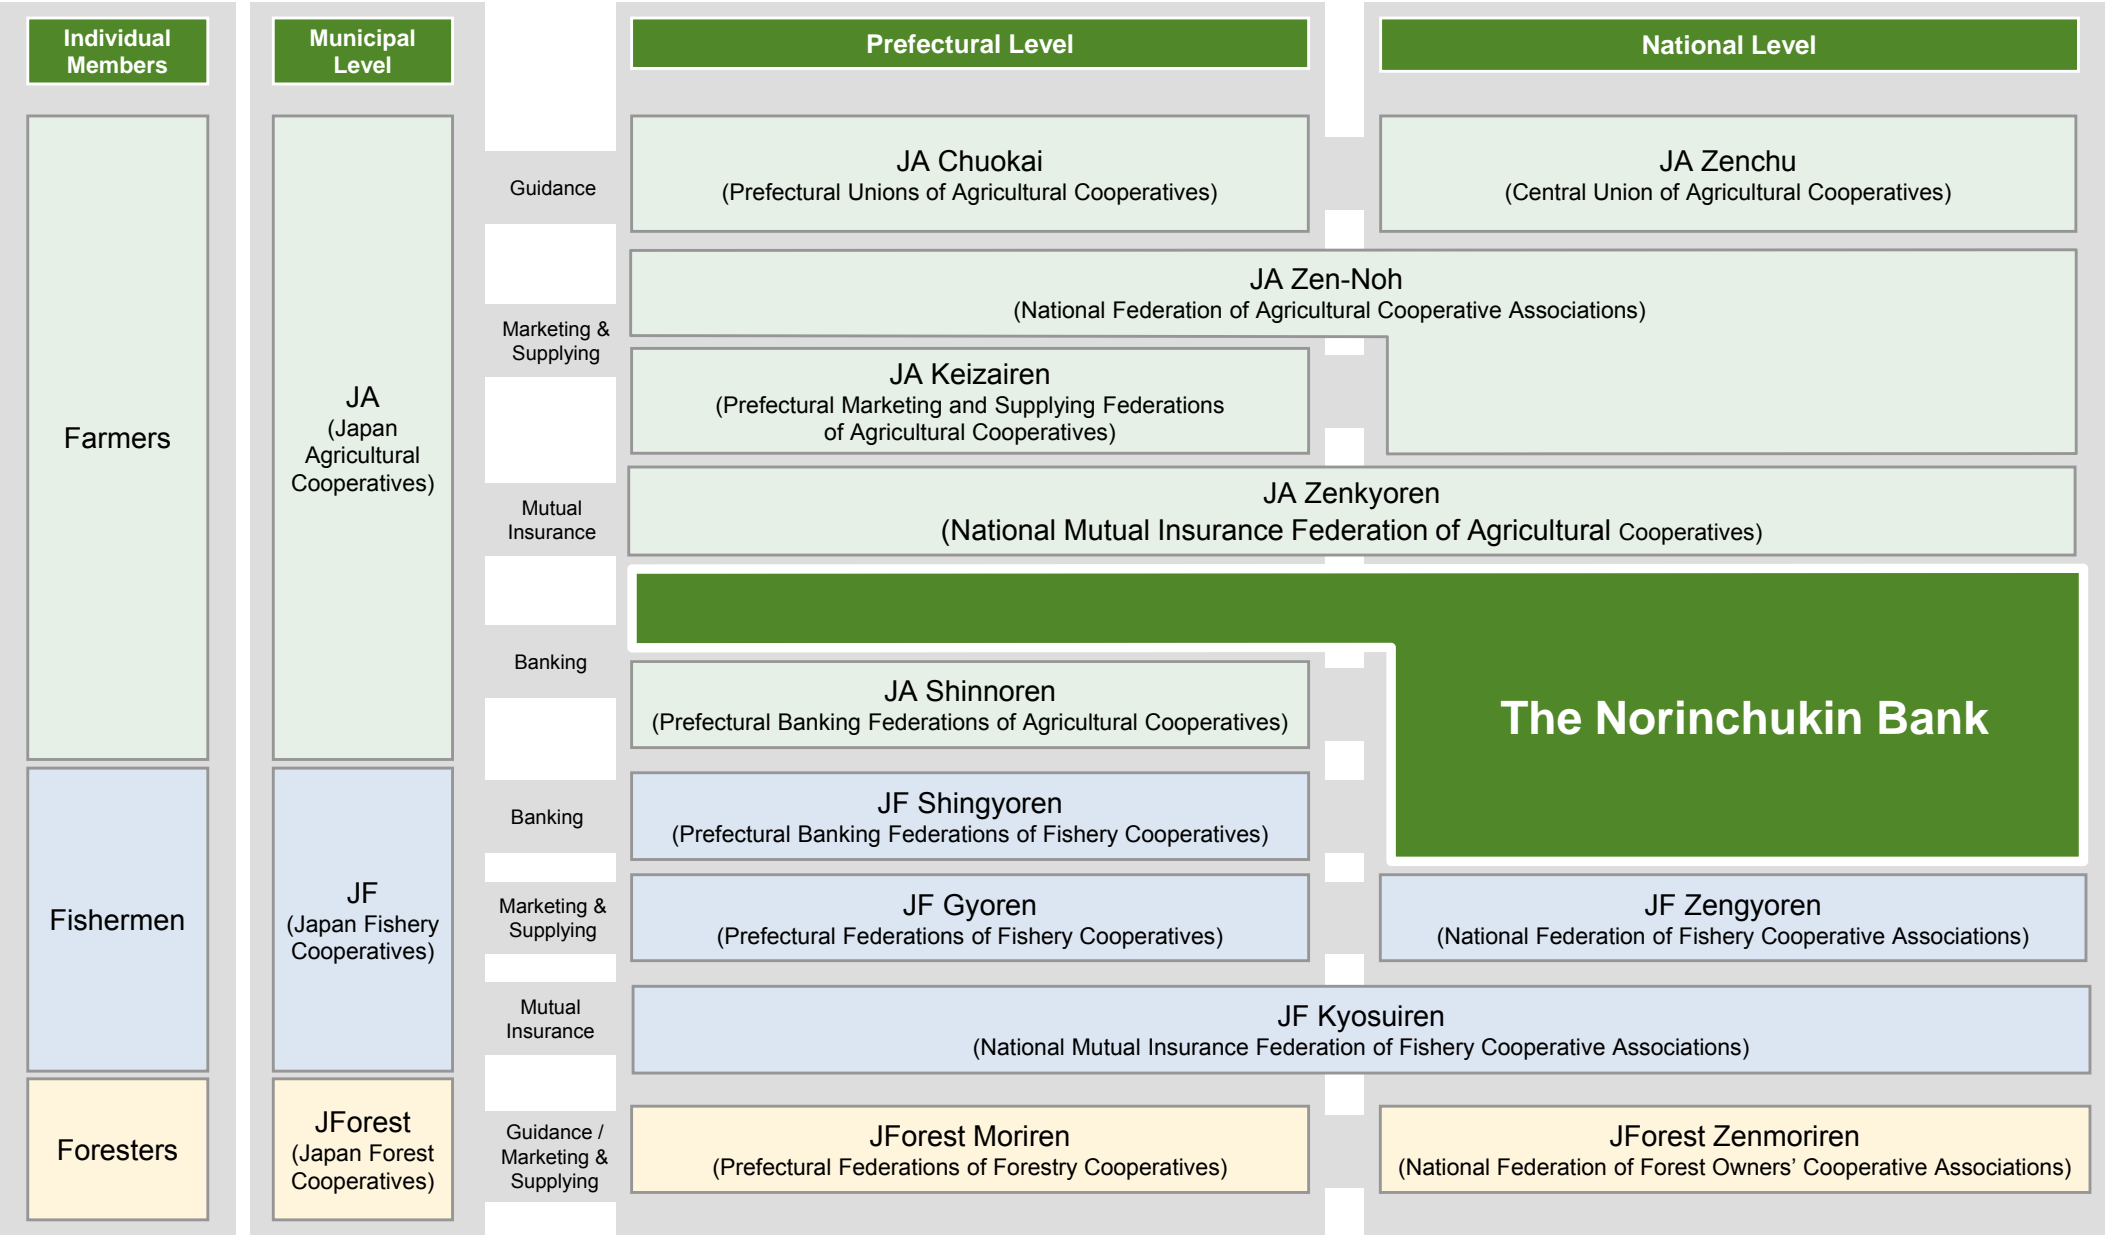 Individual
Members
Municipal
Level
Prefectural Level
National Level
Farmers
JA
(Japan
Agricultural
Cooperatives)
Guidance
JA Chuokai
(Prefectural Unions of Agricultural Cooperatives)
JA Zenchu
(Central Union of Agricultural Cooperatives)
Marketing &
Supplying
JA Zen-Noh
(National Federation of Agricultural Cooperative Associations)
JA Keizairen
(Prefectural Marketing and Supplying Federations
of Agricultural Cooperatives)
Mutual
Insurance
JA Zenkyoren
(National Mutual Insurance Federation of Agricultural Cooperatives)
Banking
JA Shinnoren
(Prefectural Banking Federations of Agricultural Cooperatives)
The Norinchukin Bank
Fishermen
JF
(Japan Fishery
Cooperatives)
Banking
JF Shingyoren
(Prefectural Banking Federations of Fishery Cooperatives)
Marketing &
Supplying
JF Gyoren
(Prefectural Federations of Fishery Cooperatives)
JF Zengyoren
(National Federation of Fishery Cooperative Associations)
Mutual
Insurance
JF Kyosuiren
(National Mutual Insurance Federation of Fishery Cooperative Associations)
Foresters
JForest
(Japan Forest
Cooperatives)
Guidance /
Marketing &
Supplying
JForest Moriren
(Prefectural Federations of Forestry Cooperatives)
JForest Zenmoriren
(National Federation of Forest Owners’ Cooperative Associations)